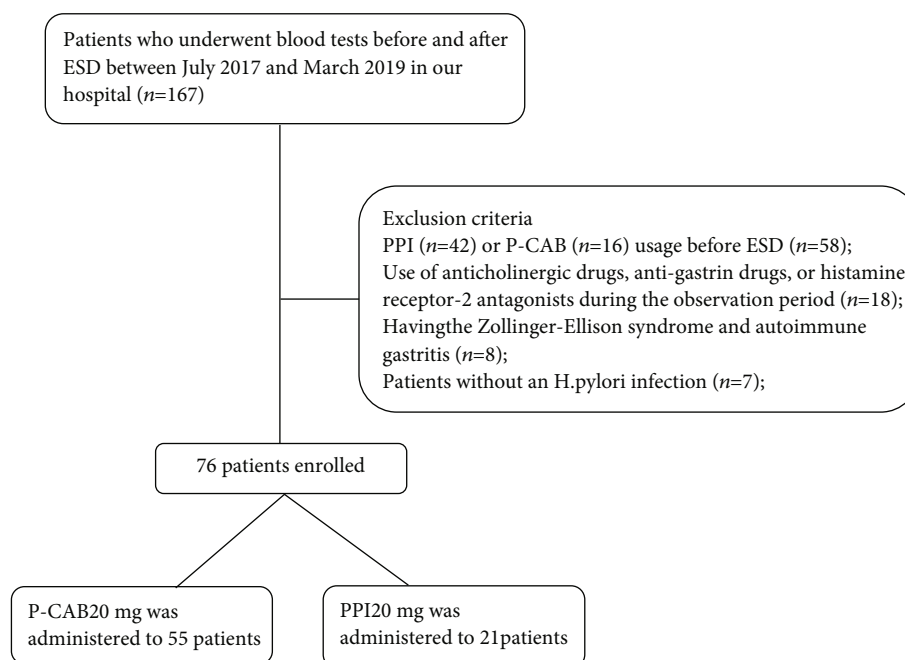 Patients who underwent blood tests before and after
ESD between July 2017 and March 2019 in our
hospital (n=167)
Exclusion criteria
PPI (n=42) or P-CAB (n=16) usage before ESD (n=58);
Use of anticholinergic drugs, anti-gastrin drugs, or histamine
receptor-2 antagonists during the observation period (n=18);
Havingthe Zollinger-Ellison syndrome and autoimmune
gastritis (n=8);
Patients without an H.pylori infection (n=7);
76 patients enrolled
P-CAB20 mg was
administered to 55 patients
PPI20 mg was
administered to 21patients